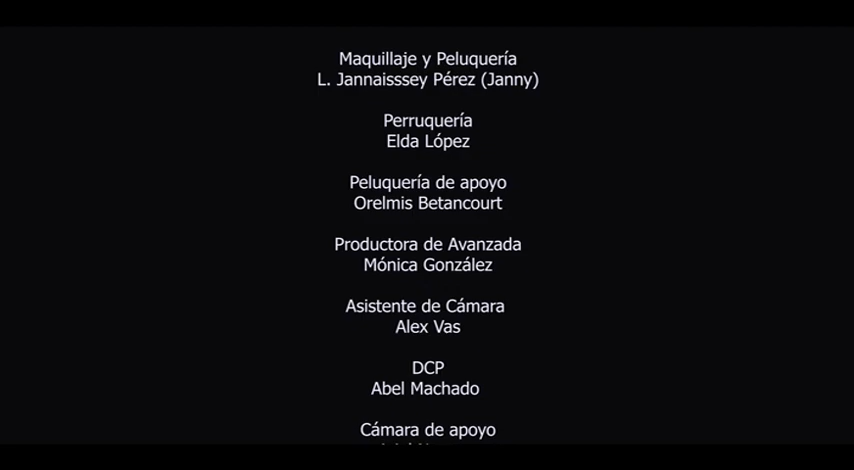 Maquillaje y Peluquería
L. Jannaisssey Pérez (Janny)
Perruquería
Elda López
Peluquería de apoyo
Orelmis Betancourt
Productora de Avanzada
Mónica González
Asistente de Cámara
Alex Vas
DCP
Abel Machado
Cámara de apoyo